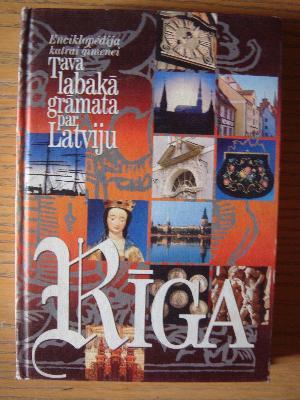 Enciklopēdija
katrai ģimenei
Tava
labākā
grāmata
par
Latviju
RĪGA